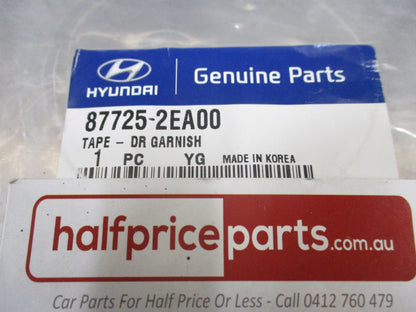 HYUNDAI
Genuine Parts
87725-2EA00
TAPE - DR GARNISH
1 PC YG MADE IN KOREA
halfpriceparts.com.au
Car Parts For Half Price Or Less - Call 0412 760 479